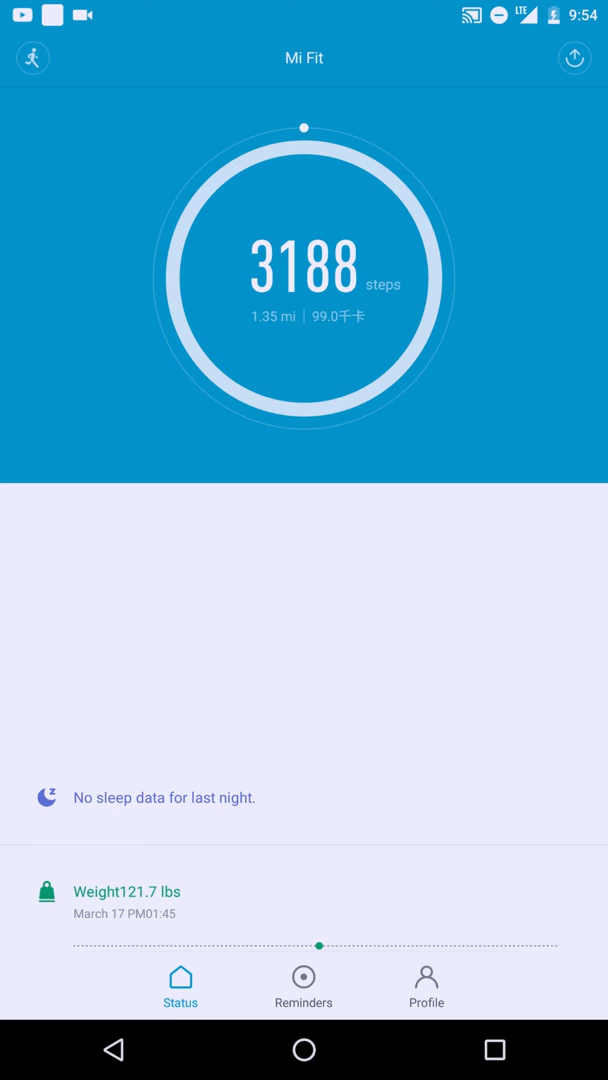 LTE 9:54
Mi Fit
3188 steps
1.35 mi | 99.0千卡
No sleep data for last night.
Weight121.7 lbs
March 17 PM01:45
Status Reminders Profile